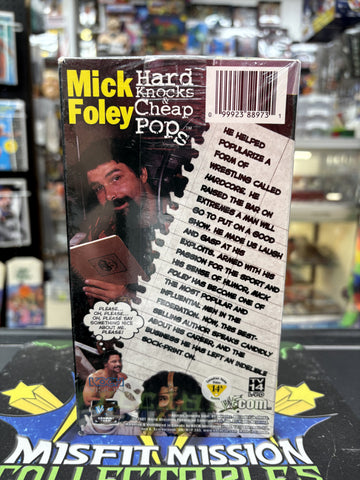 Mick
Foley
Hard
Knocks
&
Cheap
Pops
0 99923 88973 1
HE HELPED
POPULARIZE A
FORM OF
WRESTLING CALLED
HARDCORE. HE
RAISED THE BAR ON
EXTREMES A MAN WILL
GO TO PUT ON A GOOD
SHOW. HE MADE US LAUGH
AND GASP AT HIS
EXPLOITS. ARMED WITH HIS
PASSION FOR THE SPORT AND
HIS SENSE OF HUMOR, MICK
FOLEY HAS BECOME ONE OF
THE MOST POPULAR AND
INFLUENTIAL MEN IN THE
FEDERATION. NOW, THIS BEST-
SELLING AUTHOR SPEAKS CANDIDLY
ABOUT HIS CAREER, AND THE
BUSINESS HE HAS LEFT AN INDELIBLE
SOCK-PRINT ON.
PLEASE...
OH, PLEASE...
OH, PLEASE SAY
SOMETHING NICE
ABOUT ME,
PLEASE!
14
TV
14
.com
MISFIT MISSION
COLLECTIBLES